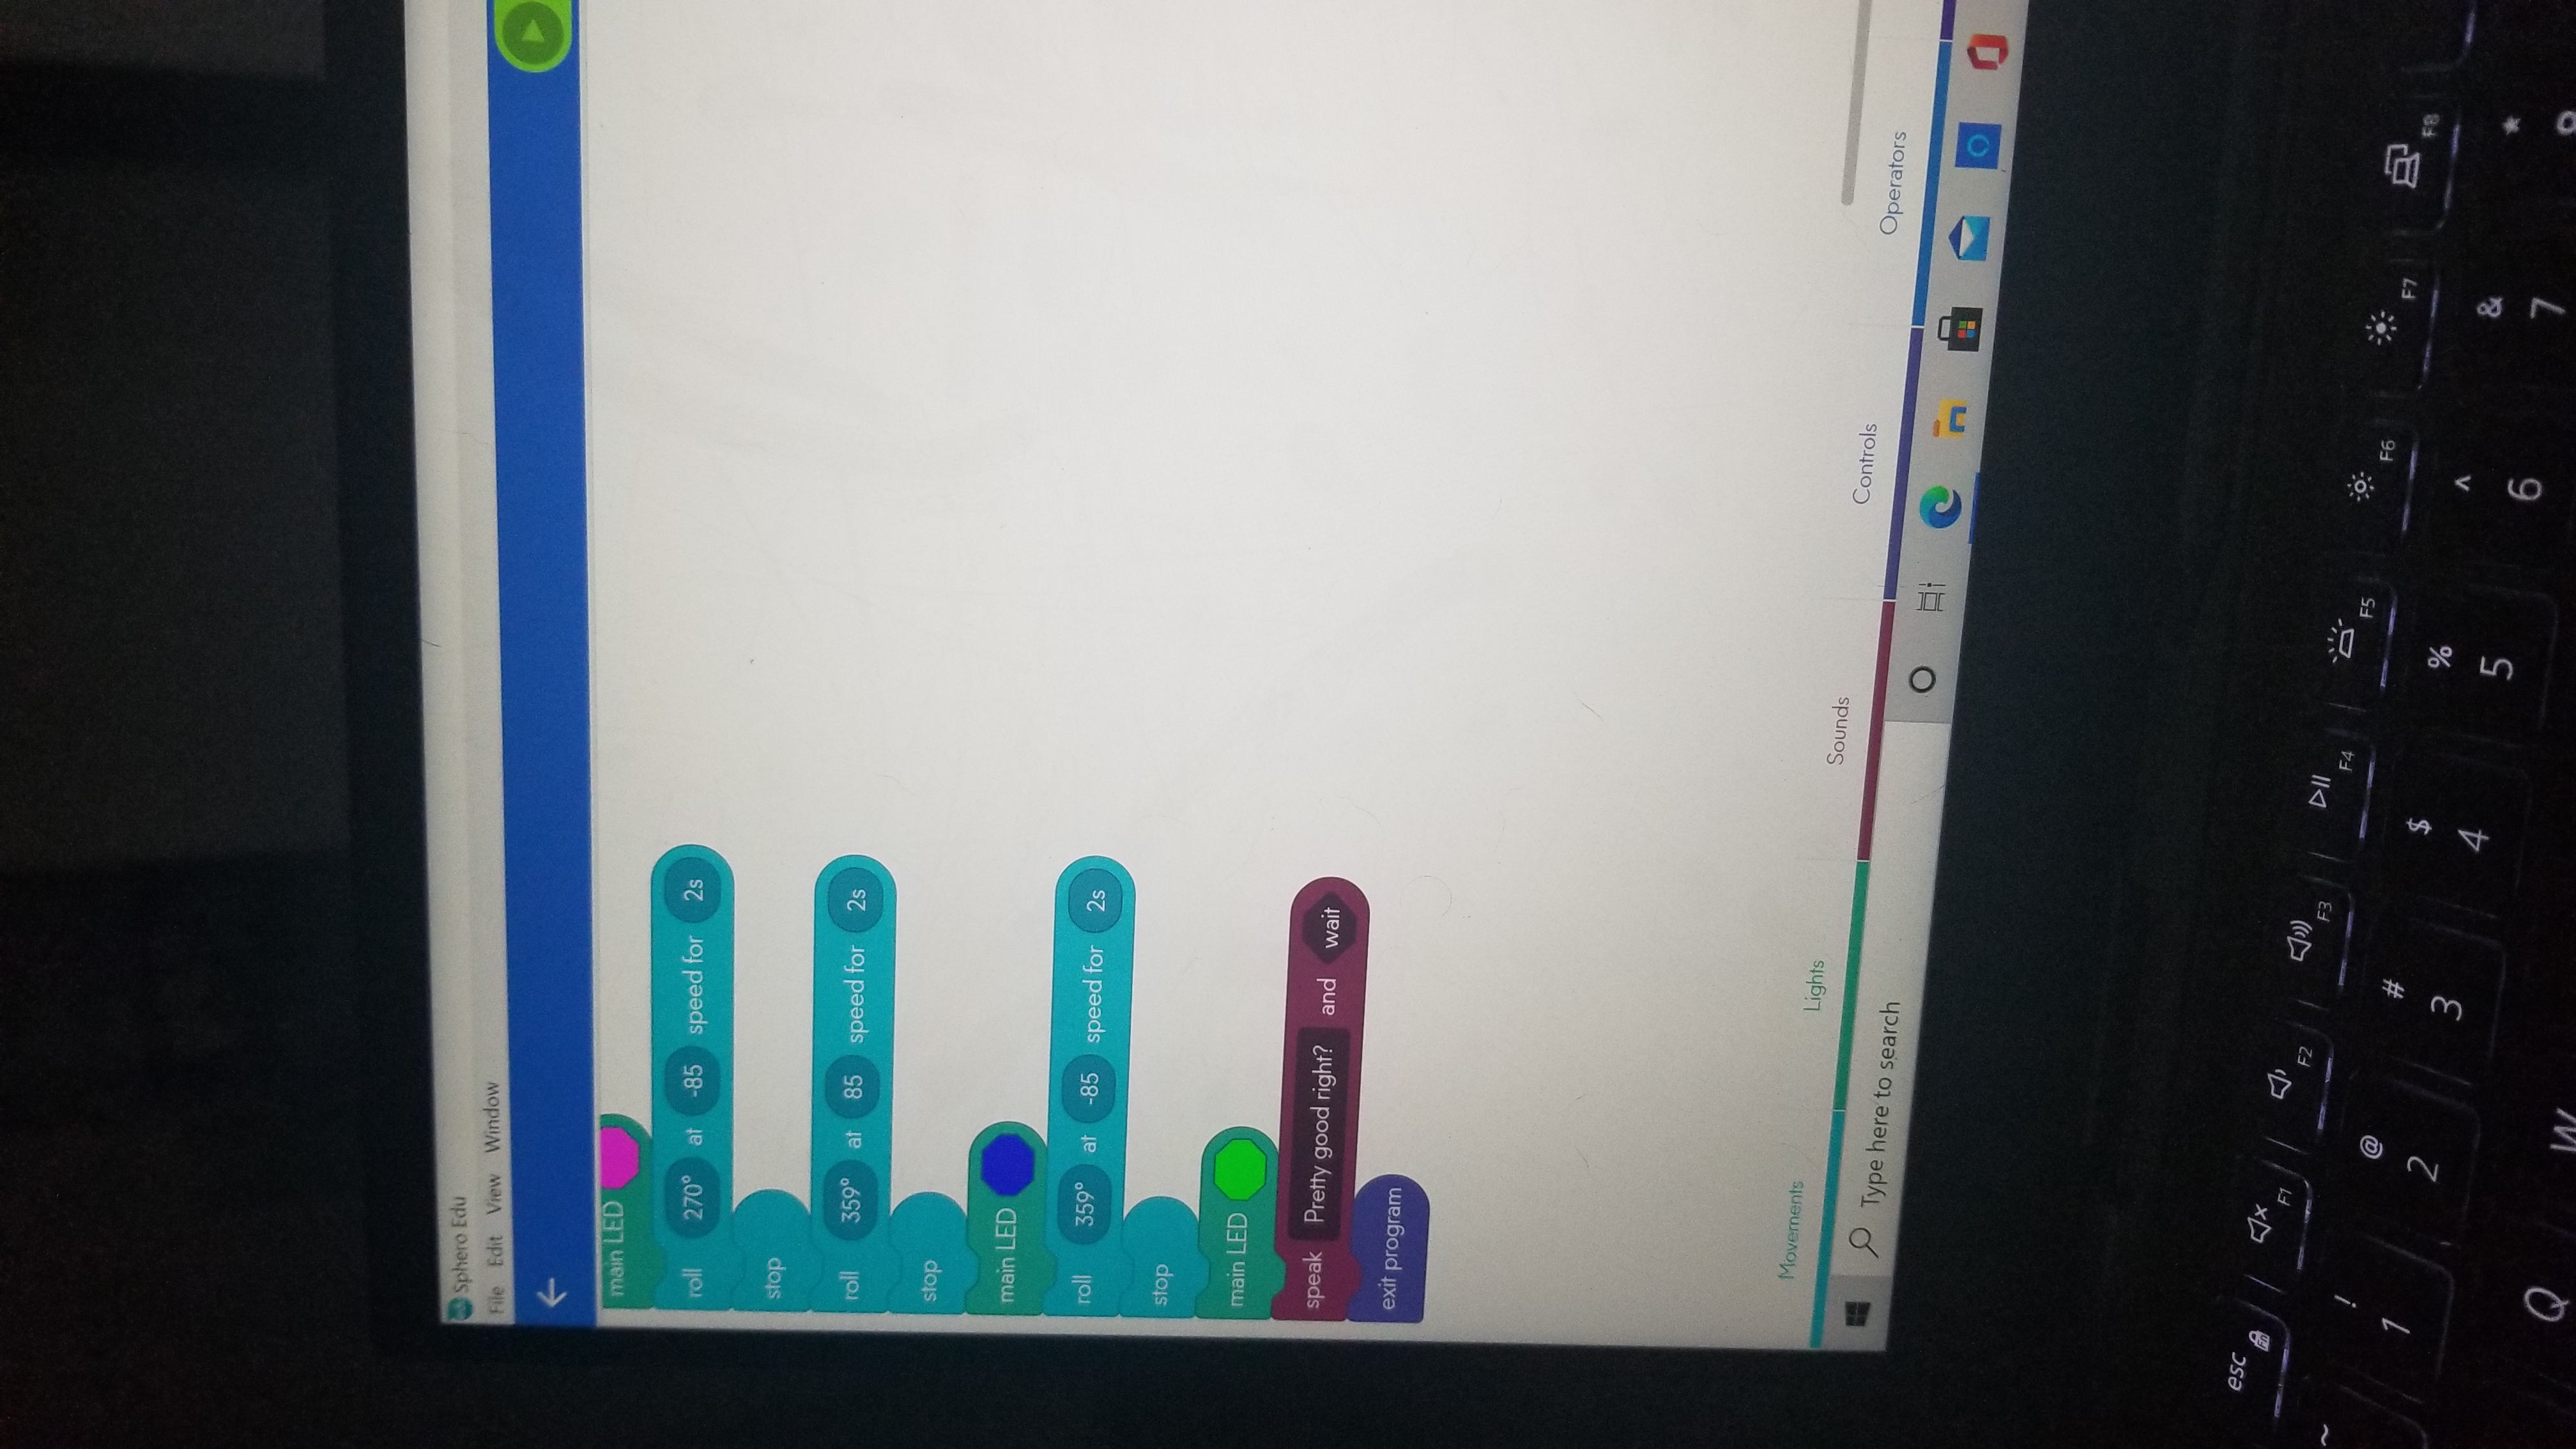 Sphero Edu
File Edit View Window
main LED
roll 270° at -85 speed for 2s
stop
roll 359° at 85 speed for 2s
stop
main LED
roll 359° at -85 speed for 2s
stop
main LED
speak Pretty good right? and wait
exit program
Movements Lights Sounds Controls Operators
Type here to search
esc Fn F1 F2 F3 F4 F5 F6 F7 F8
~ ! @ # $ % ^ & *
1 2 3 4 5 6 7
Q W